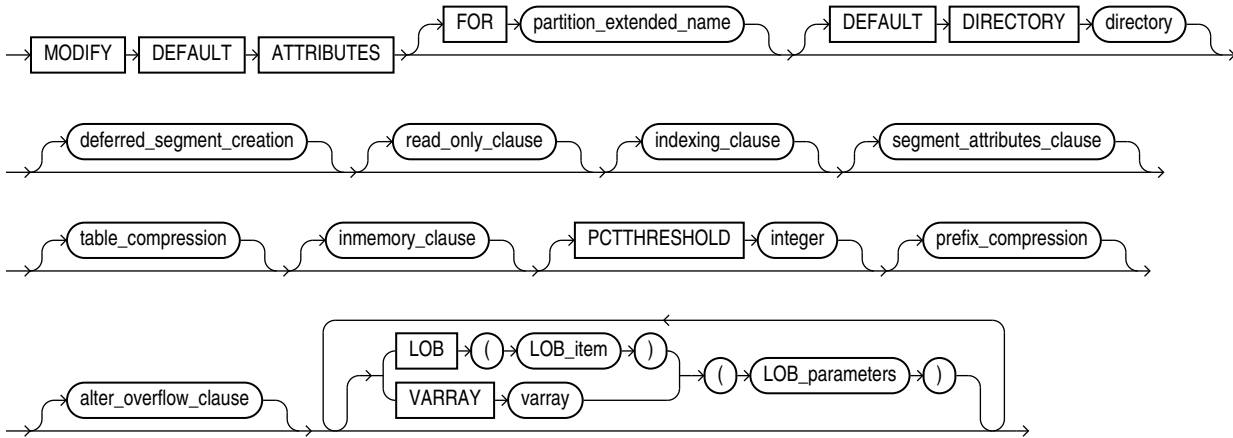 FOR partition_extended_name DEFAULT DIRECTORY directory
MODIFY DEFAULT ATTRIBUTES
deferred_segment_creation read_only_clause indexing_clause segment_attributes_clause
table_compression inmemory_clause PCTTHRESHOLD integer prefix_compression
LOB ( LOB_item )
( LOB_parameters )
VARRAY varray
alter_overflow_clause